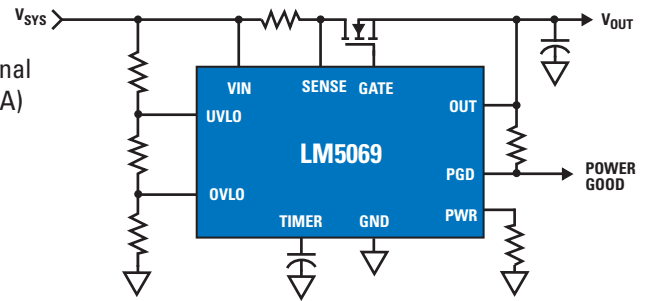 VSYS
VOUT
nal
A)
VIN
SENSE
GATE
UVLO
OUT
LM5069
PGD
POWER
GOOD
OVLO
PWR
TIMER
GND